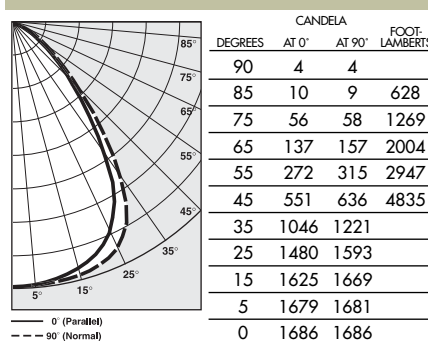 85°
75°
65°
55°
45°
35°
25°
15°
5°
0° (Parallel)
90° (Normal)
CANDELA
DEGREES AT 0° AT 90° FOOT-LAMBERTS
90 4 4
85 10 9 628
75 56 58 1269
65 137 157 2004
55 272 315 2947
45 551 636 4835
35 1046 1221
25 1480 1593
15 1625 1669
5 1679 1681
0 1686 1686